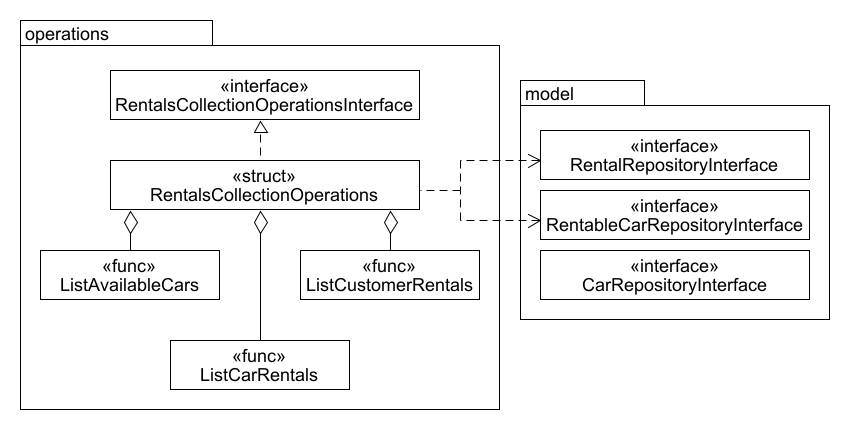 operations
«interface»
RentalsCollectionOperationsInterface
«struct»
RentalsCollectionOperations
«func»
ListAvailableCars
«func»
ListCustomerRentals
«func»
ListCarRentals
model
«interface»
RentalRepositoryInterface
«interface»
RentableCarRepositoryInterface
«interface»
CarRepositoryInterface